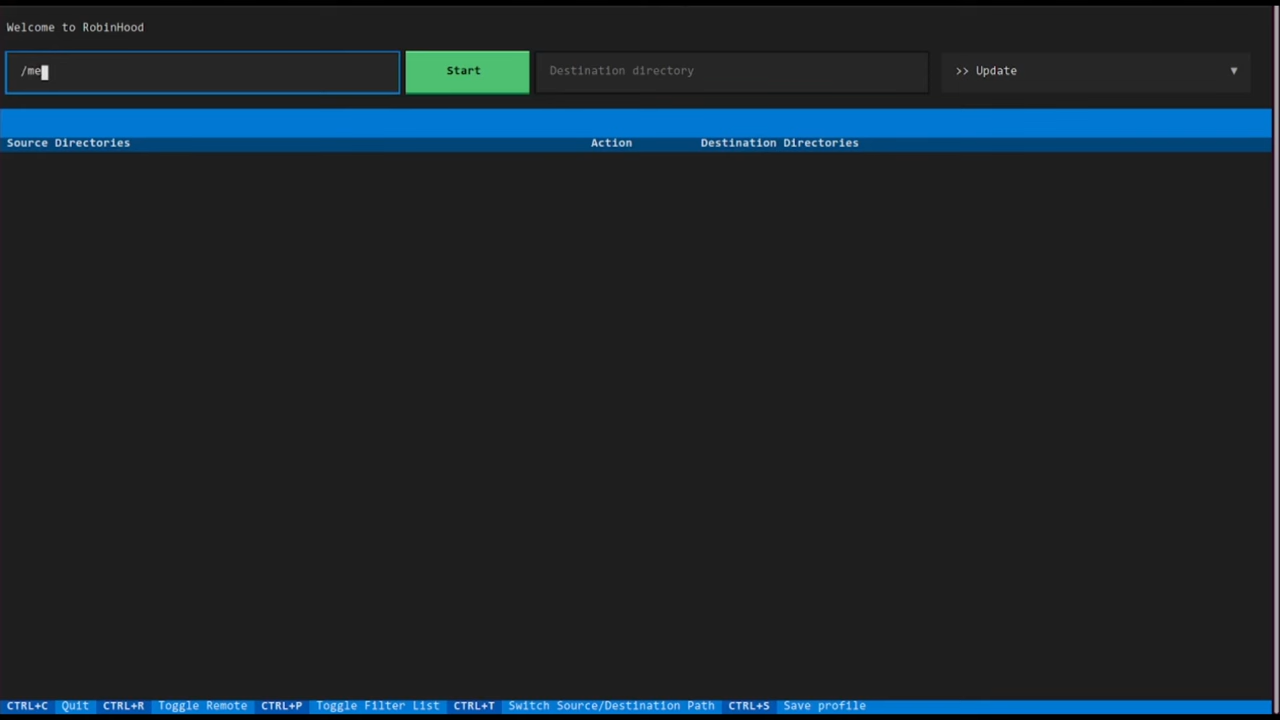 Welcome to RobinHood
/me Start Destination directory >> Update ▼
Source Directories Action Destination Directories
CTRL+C Quit CTRL+R Toggle Remote CTRL+P Toggle Filter List CTRL+T Switch Source/Destination Path CTRL+S Save profile